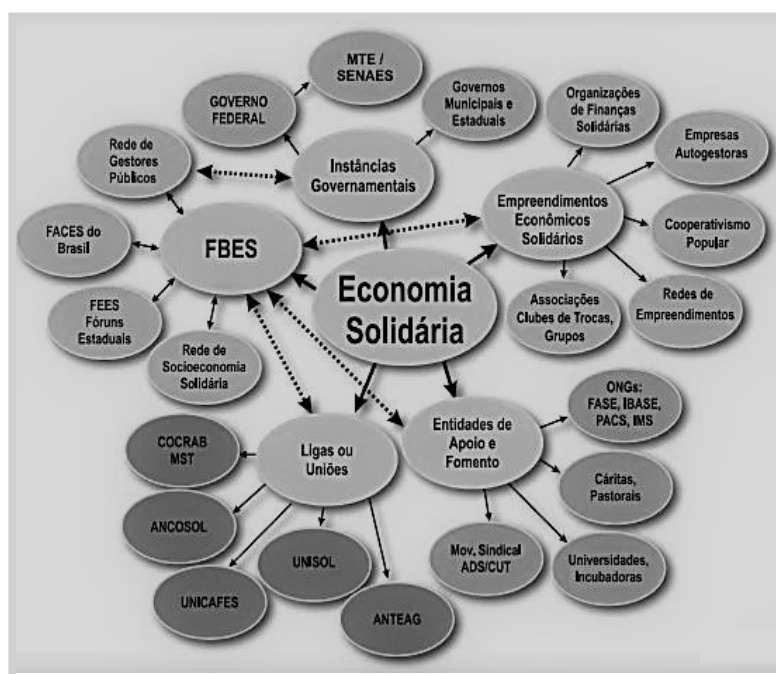 MTE /
SENAES
GOVERNO
FEDERAL
Governos
Municipais e
Estaduais
Organizações
de Finanças
Solidárias
Empresas
Autogestoras
Rede de
Gestores
Públicos
Instâncias
Governamentais
Empreendimentos
Econômicos
Solidários
Cooperativismo
Popular
FACES do
Brasil
FBES
Economia
Solidária
FEES
Fóruns
Estaduais
Rede de
Socioeconomia
Solidária
Associações
Clubes de Trocas,
Grupos
Redes de
Empreendimentos
ONGs:
FASE, IBASE,
PACS, IMS
COCRAB
MST
Ligas ou
Uniões
Entidades de
Apoio e
Fomento
Cáritas,
Pastorais
ANCOSOL
UNISOL
Mov. Sindical
ADS/CUT
Universidades,
Incubadoras
UNICAFES
ANTEAG